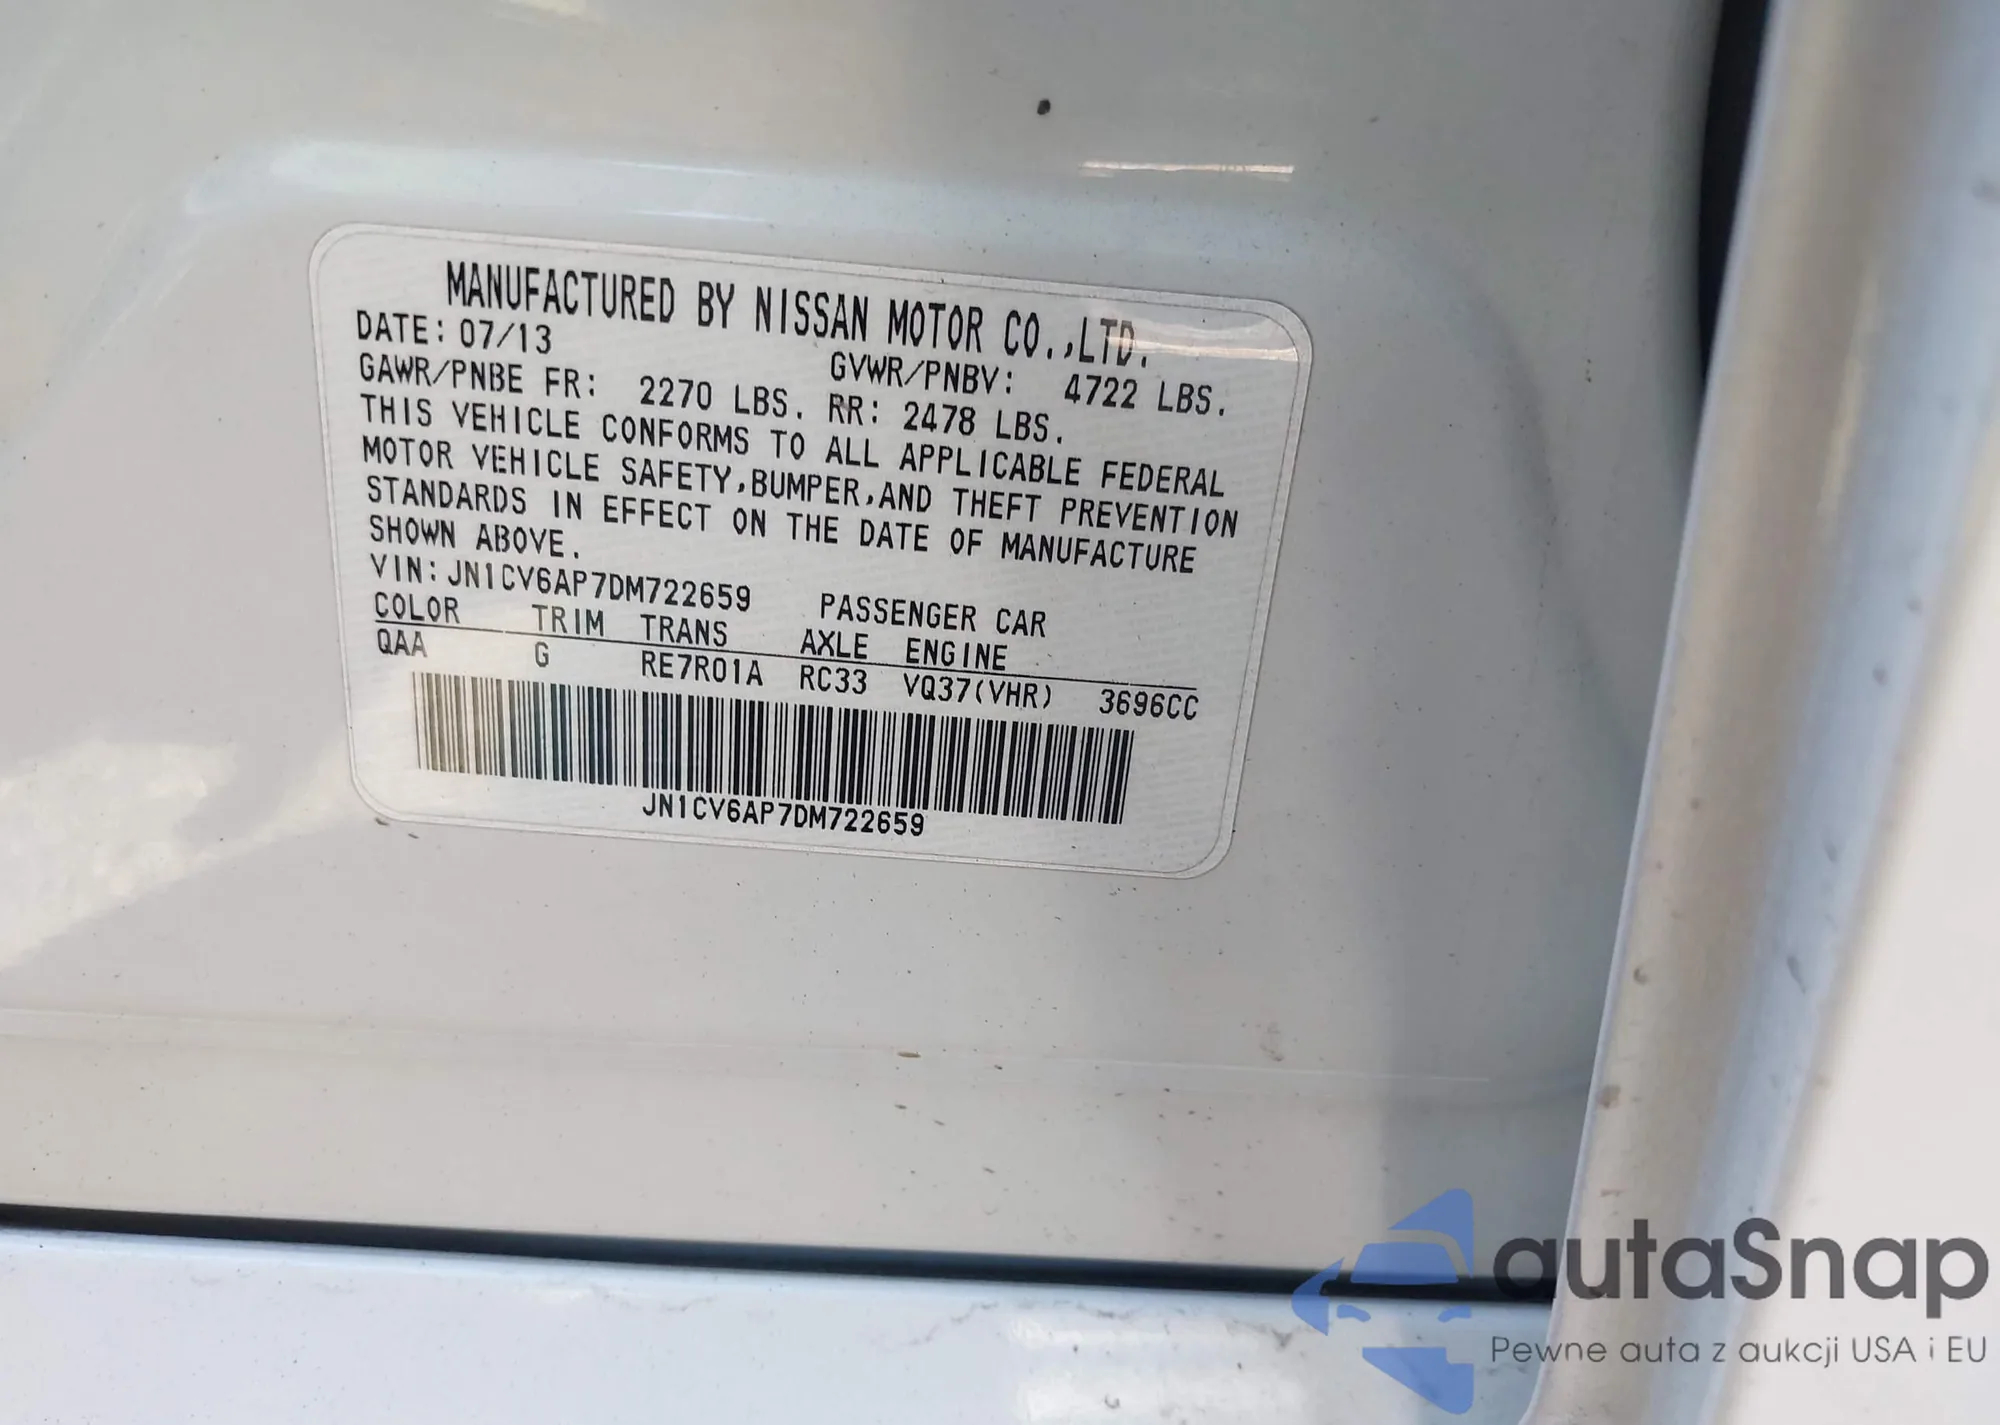 MANUFACTURED BY NISSAN MOTOR CO.,LTD.
DATE: 07/13
GVWR/PNBV: 4722 LBS.
GAWR/PNBE FR: 2270 LBS. RR: 2478 LBS.
THIS VEHICLE CONFORMS TO ALL APPLICABLE FEDERAL
MOTOR VEHICLE SAFETY,BUMPER,AND THEFT PREVENTION
STANDARDS IN EFFECT ON THE DATE OF MANUFACTURE
SHOWN ABOVE.
VIN: JN1CV6AP7DM722659 PASSENGER CAR
COLOR TRIM TRANS AXLE ENGINE
QAA G RE7R01A RC33 VQ37(VHR) 3696CC
JN1CV6AP7DM722659
autaSnap
Pewne auta z aukcji USA i EU